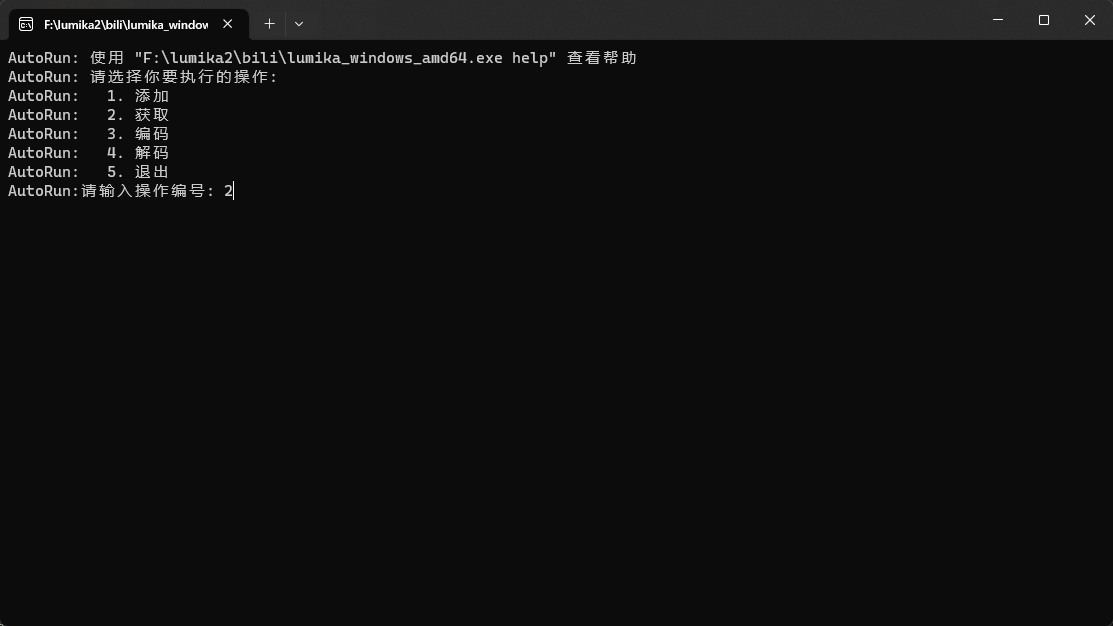 F:\lumika2\bili\lumika_window
AutoRun: 使用 "F:\lumika2\bili\lumika_windows_amd64.exe help" 查看帮助
AutoRun: 请选择你要执行的操作:
AutoRun:   1. 添加
AutoRun:   2. 获取
AutoRun:   3. 编码
AutoRun:   4. 解码
AutoRun:   5. 退出
AutoRun:请输入操作编号: 2